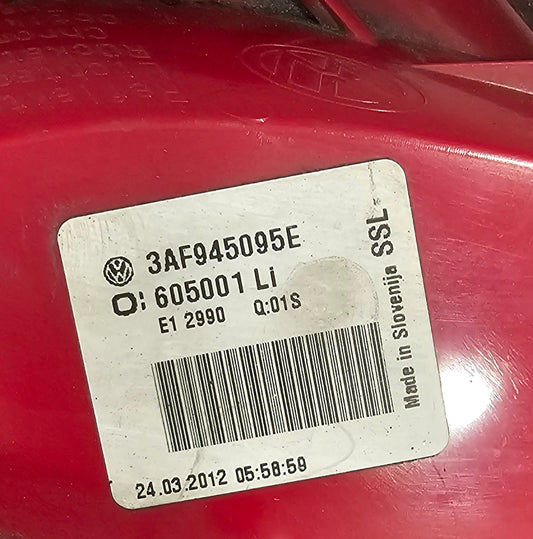 3AF945095E
605001 Li
E1 2990 Q:01S
24.03.2012 05:58:59
Made in Slovenija SSL